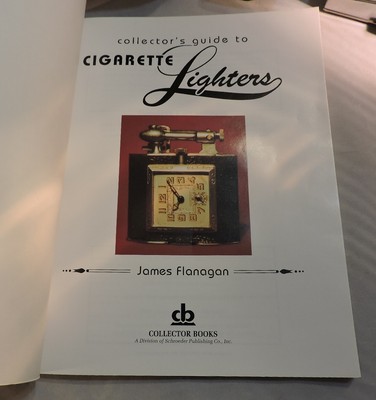 collector's guide to
CIGARETTE
Lighters
James Flanagan
cb
COLLECTOR BOOKS
A Division of Schroeder Publishing Co., Inc.